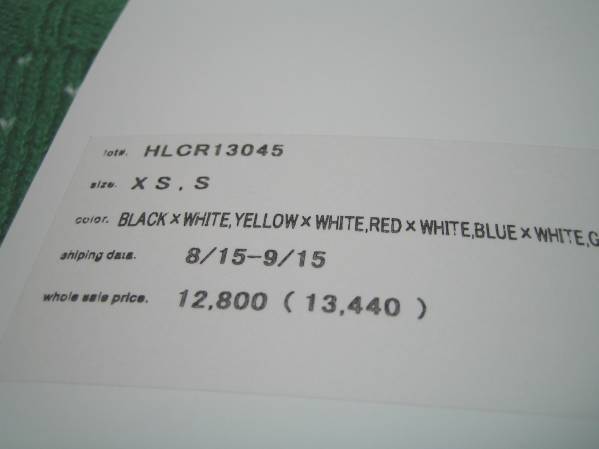 lot#. HLCR13045
size. XS,S
color. BLACK×WHITE,YELLOW×WHITE,RED×WHITE,BLUE×WHITE,G
shiping data. 8/15-9/15
whole sale price. 12,800 ( 13,440 )